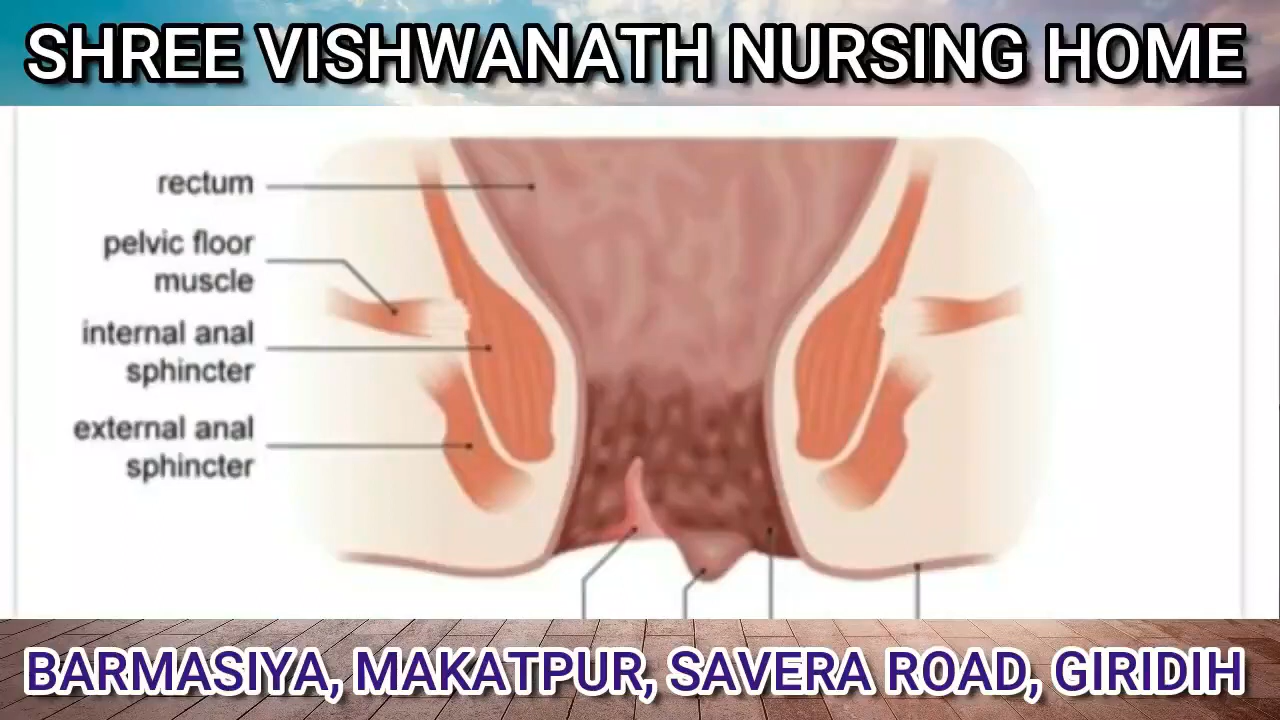 SHREE VISHWANATH NURSING HOME
rectum
pelvic floor
muscle
internal anal
sphincter
external anal
sphincter
BARMASIYA, MAKATPUR, SAVERA ROAD, GIRIDIH